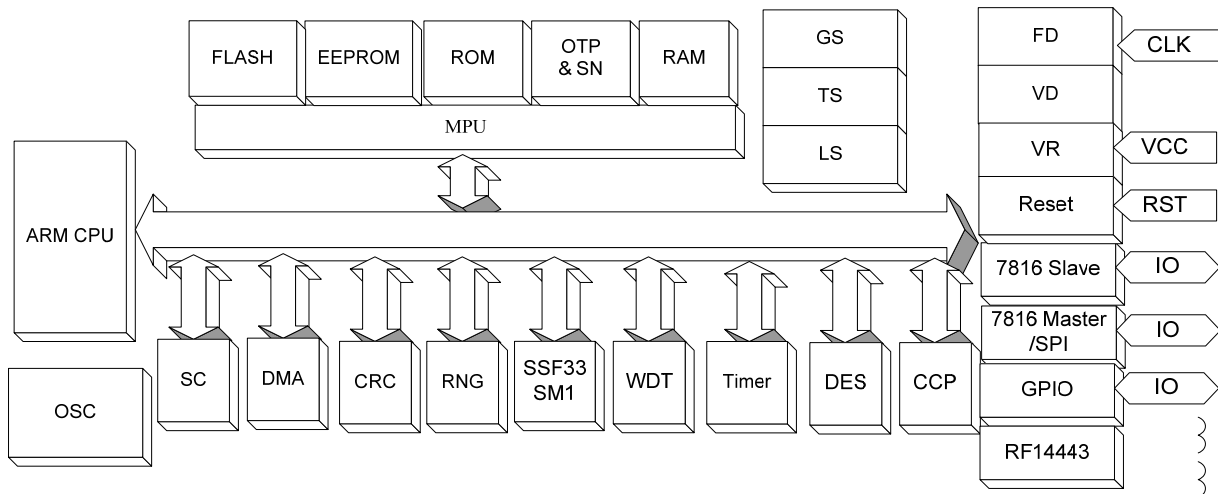 FLASH
EEPROM
ROM
OTP
& SN
RAM
MPU
GS
TS
LS
FD
VD
VR
Reset
CLK
VCC
RST
ARM CPU
7816 Slave
IO
7816 Master
/SPI
IO
GPIO
IO
RF14443
SC
DMA
CRC
RNG
SSF33
SM1
WDT
Timer
DES
CCP
OSC